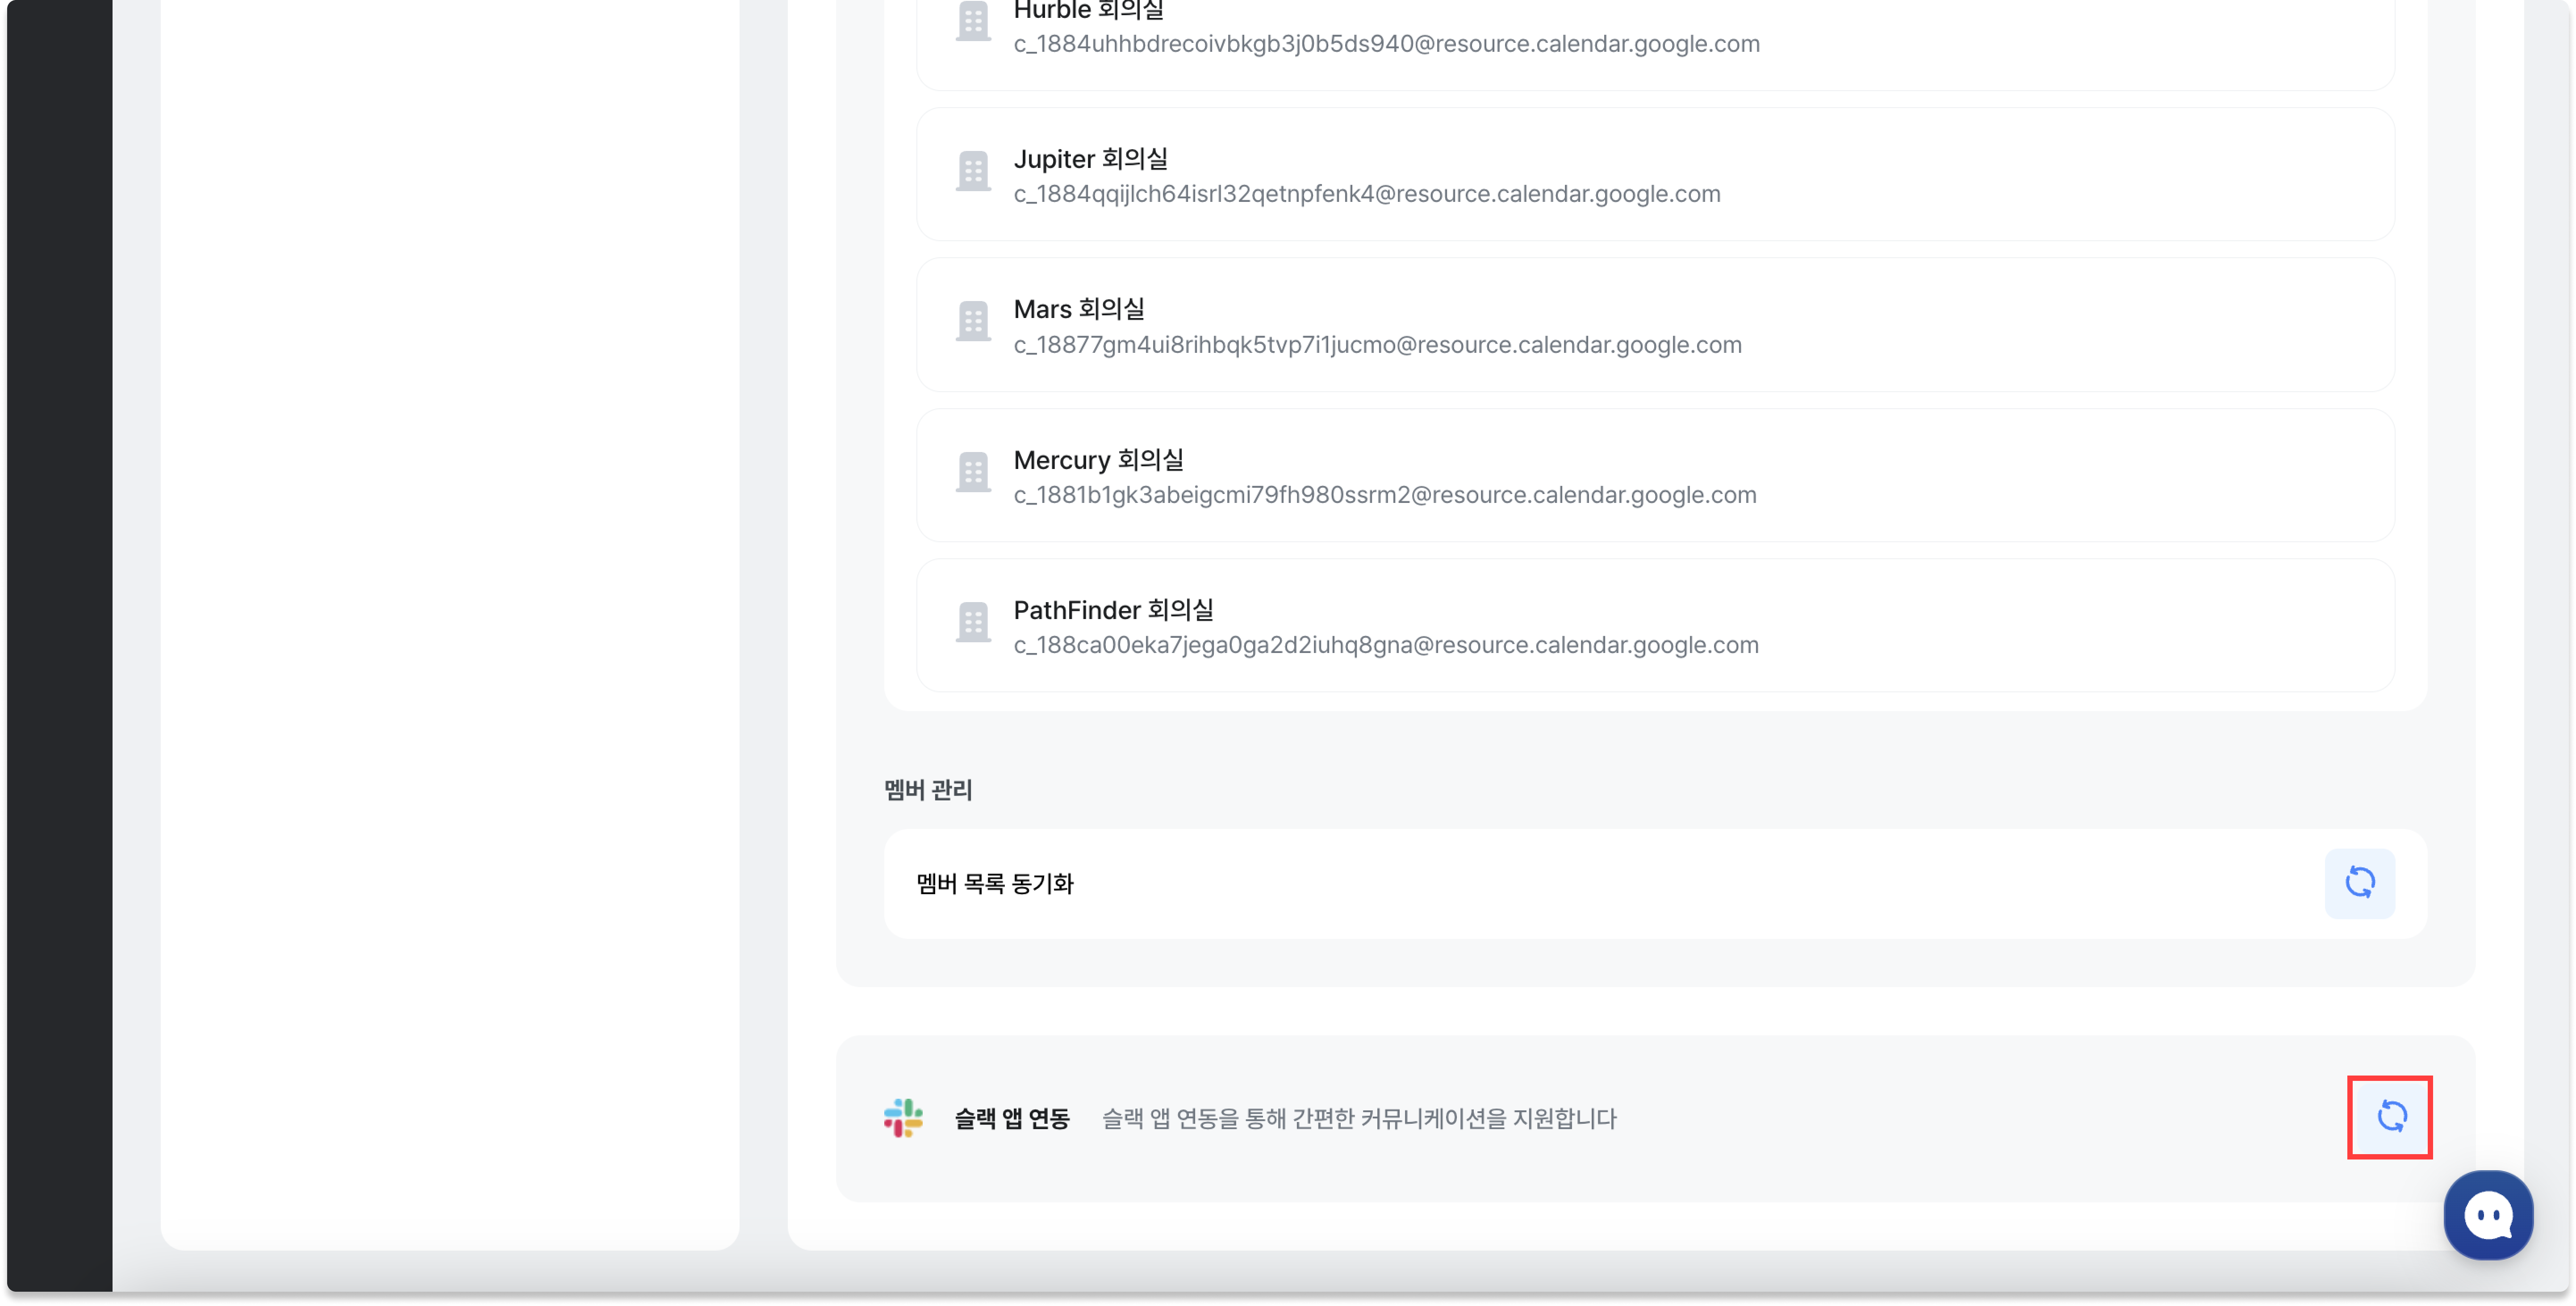 Hurble 회의실
c_1884uhhbdrecoivbkgb3j0b5ds940@resource.calendar.google.com
Jupiter 회의실
c_1884qqijlch64isrl32qetnpfenk4@resource.calendar.google.com
Mars 회의실
c_18877gm4ui8rihbqk5tvp7i1jucmo@resource.calendar.google.com
Mercury 회의실
c_1881b1gk3abeigcmi79fh980ssrm2@resource.calendar.google.com
PathFinder 회의실
c_188ca00eka7jega0ga2d2iuhq8gna@resource.calendar.google.com
멤버 관리
멤버 목록 동기화
슬랙 앱 연동 슬랙 앱 연동을 통해 간편한 커뮤니케이션을 지원합니다